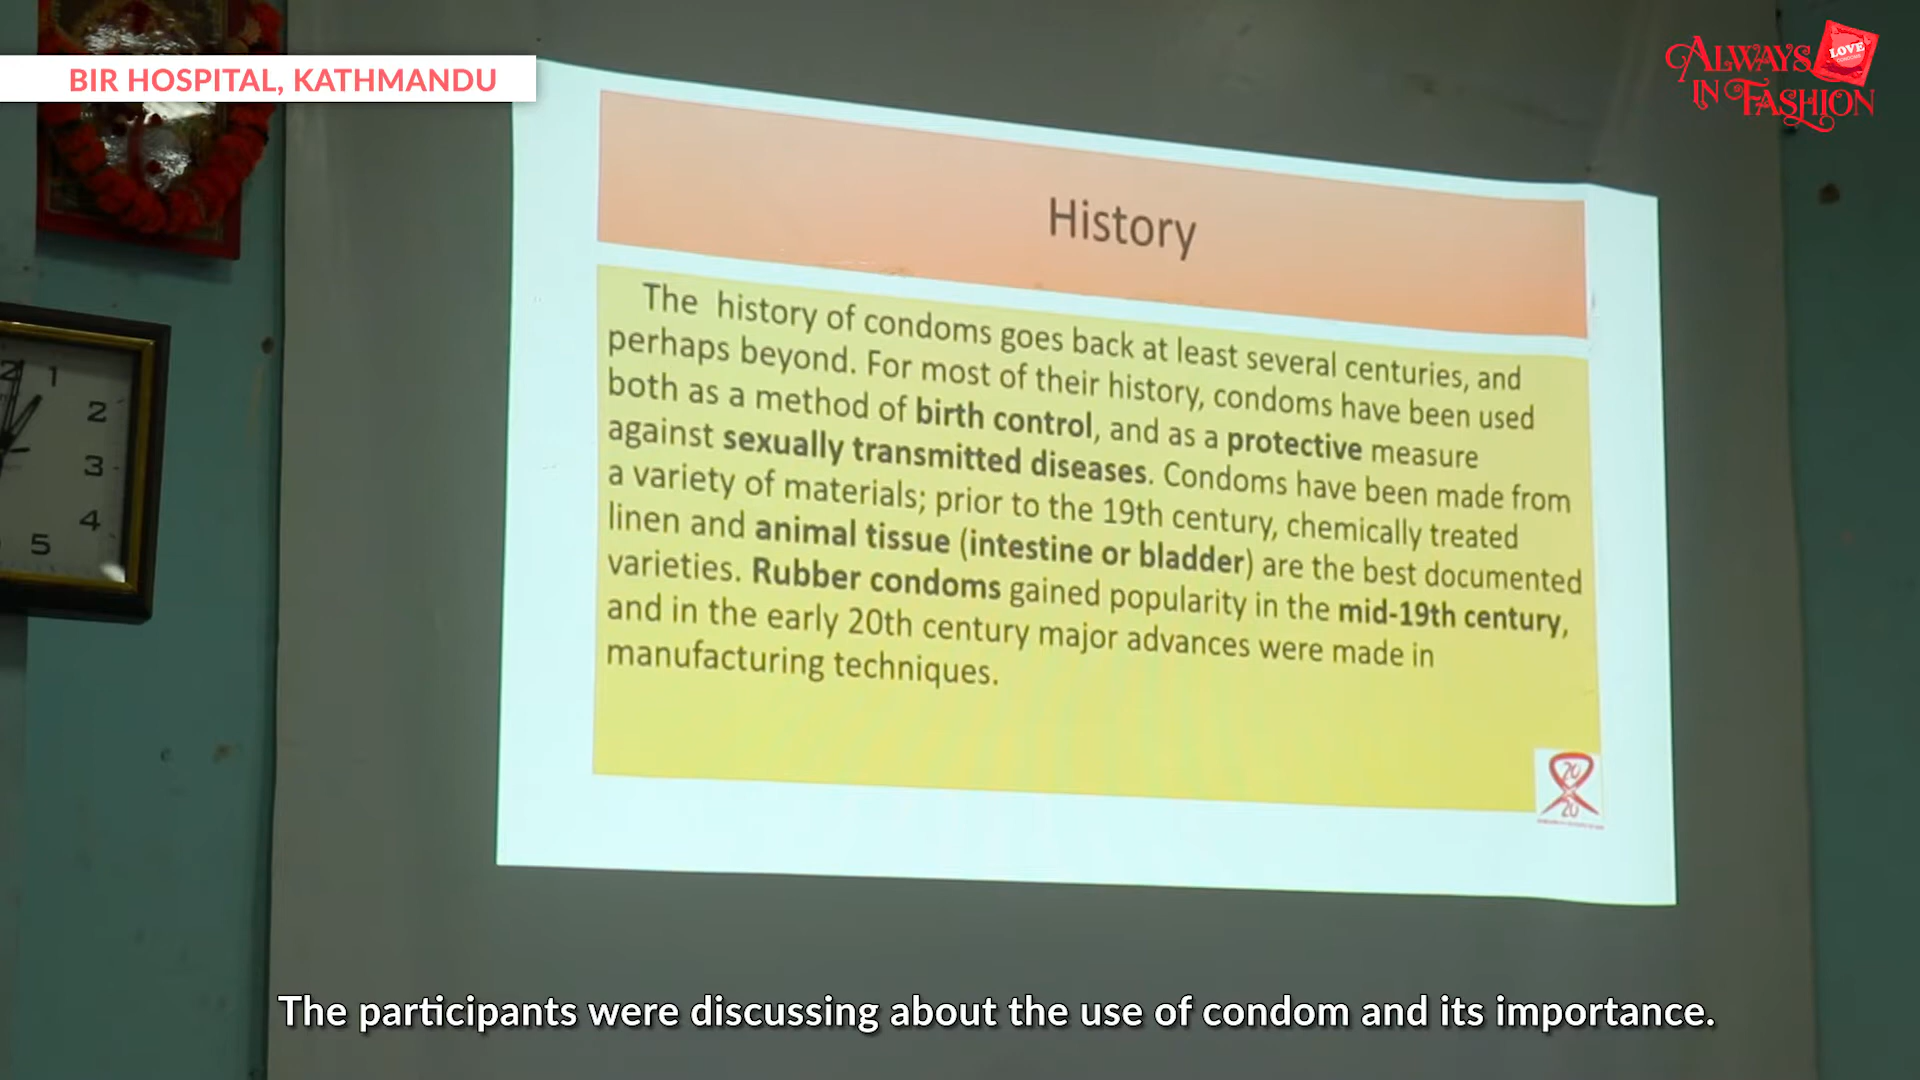 BIR HOSPITAL, KATHMANDU
ALWAYS
LOVE
IN FASHION
History
The history of condoms goes back at least several centuries, and
perhaps beyond. For most of their history, condoms have been used
both as a method of birth control, and as a protective measure
against sexually transmitted diseases. Condoms have been made from
a variety of materials; prior to the 19th century, chemically treated
linen and animal tissue (intestine or bladder) are the best documented
varieties. Rubber condoms gained popularity in the mid-19th century,
and in the early 20th century major advances were made in
manufacturing techniques.
20
20
1
2
3
4
5
The participants were discussing about the use of condom and its importance.